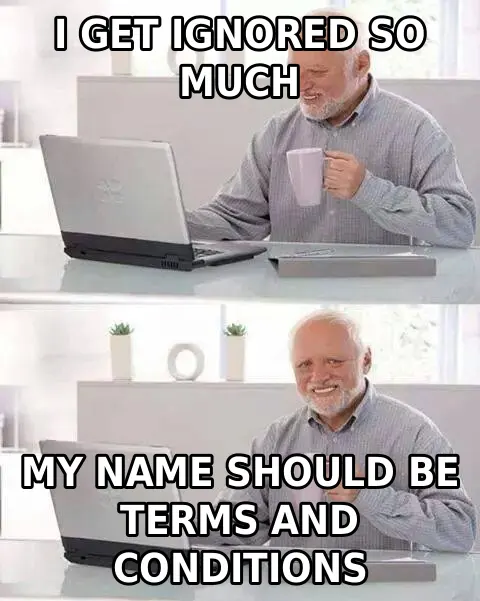 I GET IGNORED SO
MUCH
MY NAME SHOULD BE
TERMS AND
CONDITIONS